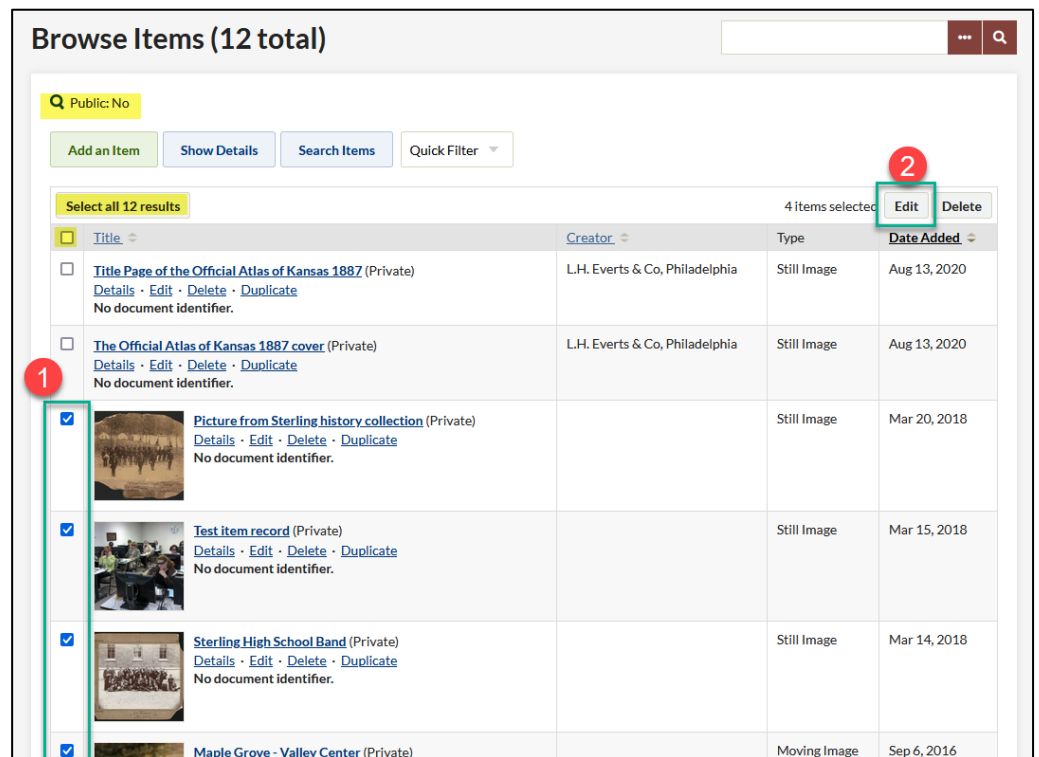 Browse Items (12 total)
•••
Public: No
Add an Item
Show Details
Search Items
Quick Filter
2
Select all 12 results
4 items selected
Edit
Delete
Title
Creator
Type
Date Added
Title Page of the Official Atlas of Kansas 1887 (Private)
L.H. Everts & Co, Philadelphia
Still Image
Aug 13, 2020
Details · Edit · Delete · Duplicate
No document identifier.
The Official Atlas of Kansas 1887 cover (Private)
L.H. Everts & Co, Philadelphia
Still Image
Aug 13, 2020
Details · Edit · Delete · Duplicate
No document identifier.
1
Picture from Sterling history collection (Private)
Still Image
Mar 20, 2018
Details · Edit · Delete · Duplicate
No document identifier.
Test item record (Private)
Still Image
Mar 15, 2018
Details · Edit · Delete · Duplicate
No document identifier.
Sterling High School Band (Private)
Still Image
Mar 14, 2018
Details · Edit · Delete · Duplicate
No document identifier.
Maple Grove - Valley Center (Private)
Moving Image
Sep 6, 2016